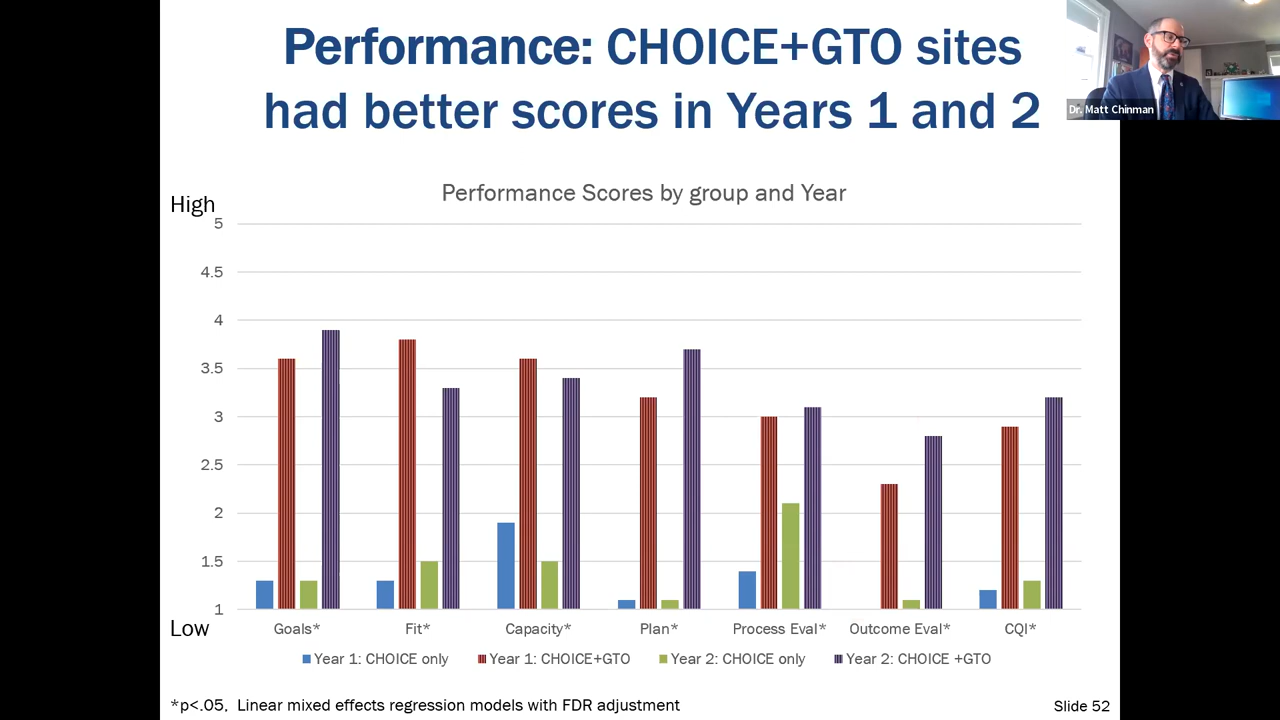 Performance: CHOICE+GTO sites
had better scores in Years 1 and 2
Dr. Matt Chinman
Performance Scores by group and Year
High
5
4.5
4
3.5
3
2.5
2
1.5
1
Low
Goals*
Fit*
Capacity*
Plan*
Process Eval*
Outcome Eval*
CQI*
Year 1: CHOICE only
Year 1: CHOICE+GTO
Year 2: CHOICE only
Year 2: CHOICE +GTO
*p<.05. Linear mixed effects regression models with FDR adjustment
Slide 52